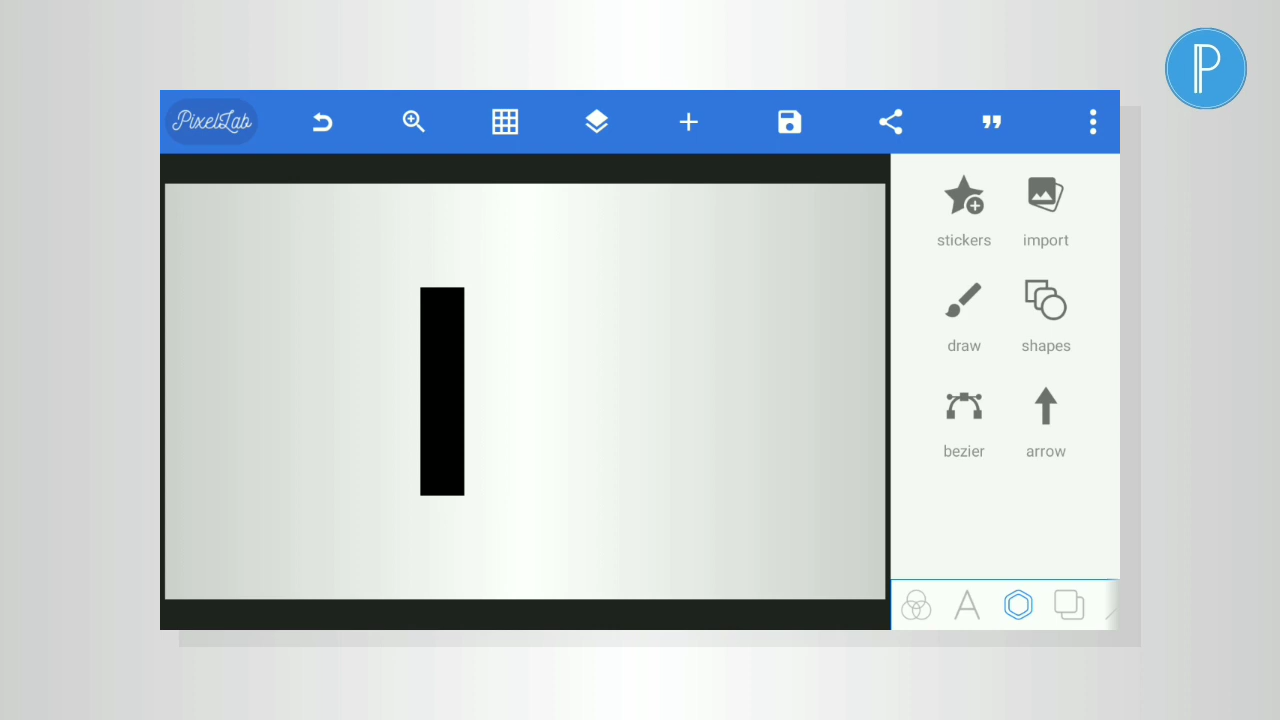 PixelLab
stickers
import
draw
shapes
bezier
arrow